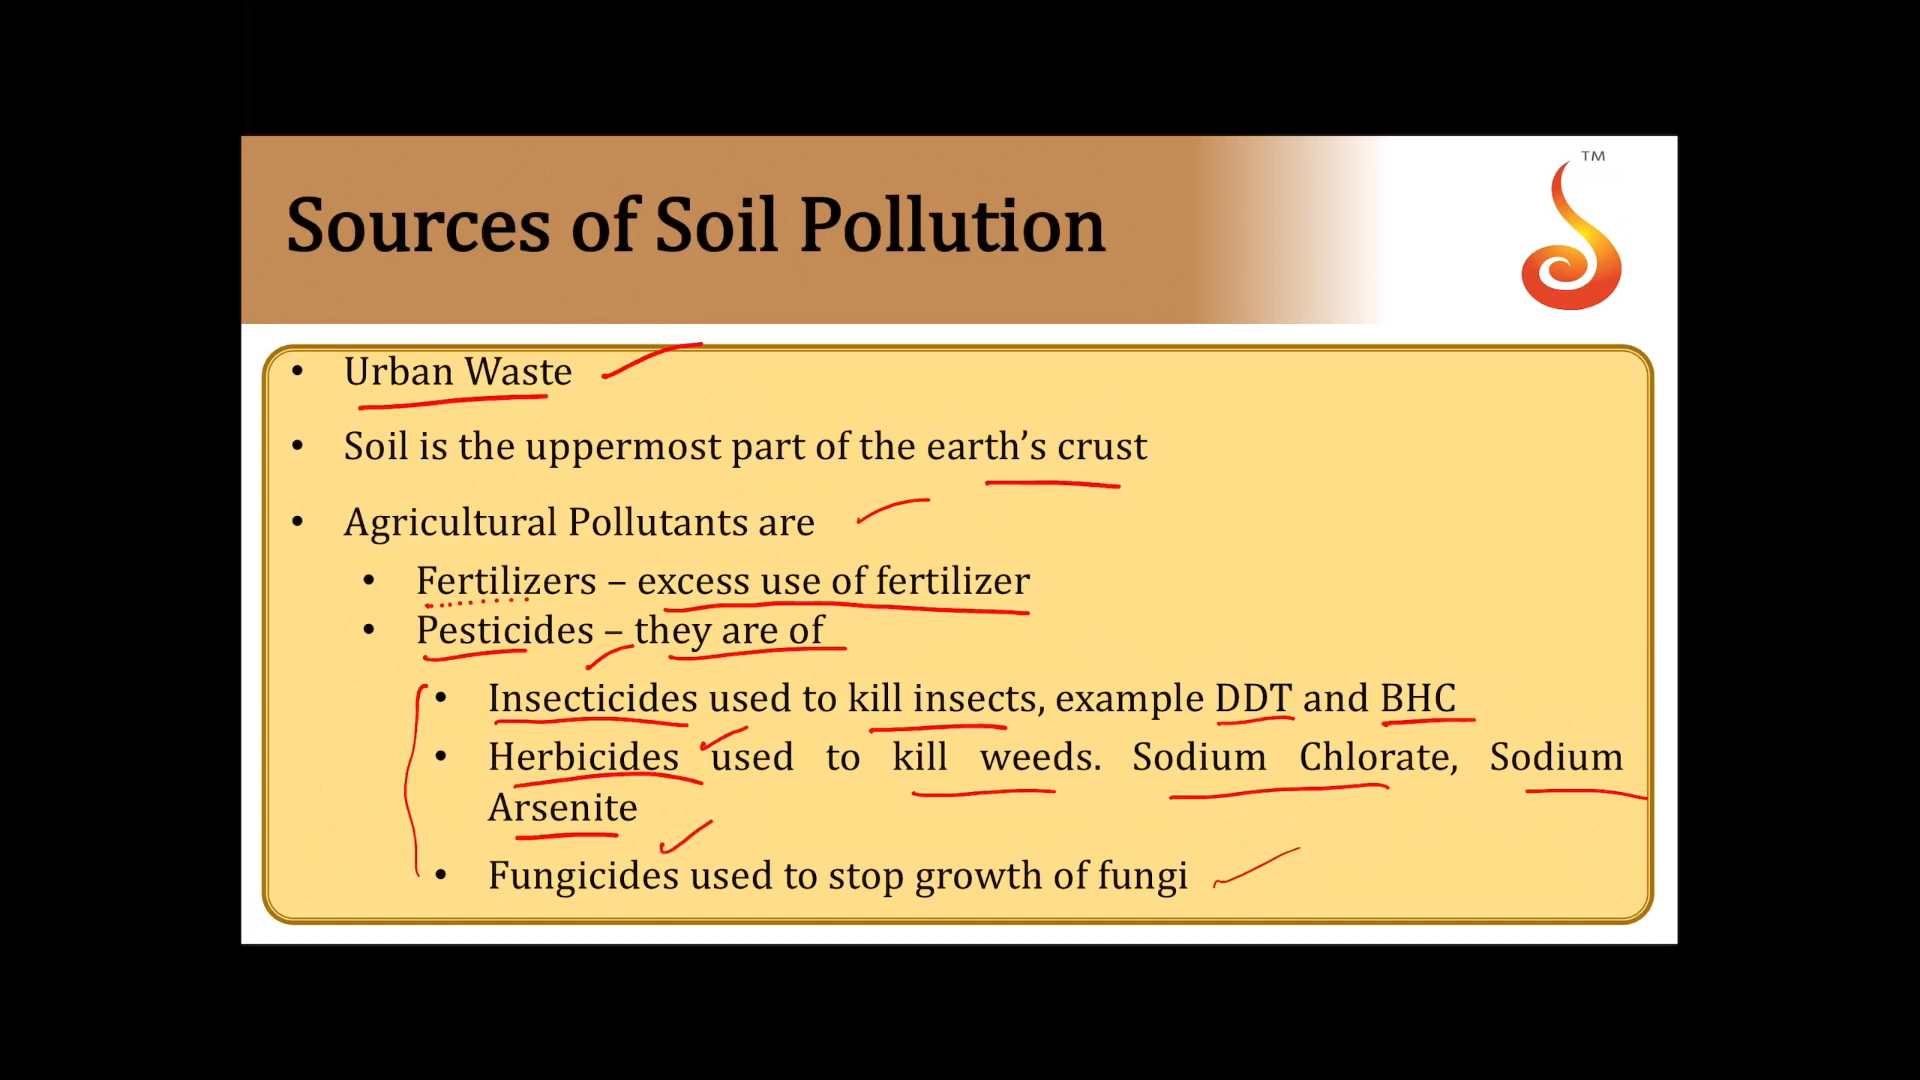 TM
Sources of Soil Pollution
• Urban Waste
• Soil is the uppermost part of the earth’s crust
• Agricultural Pollutants are
• Fertilizers – excess use of fertilizer
• Pesticides – they are of
• Insecticides used to kill insects, example DDT and BHC
• Herbicides used to kill weeds. Sodium Chlorate, Sodium
Arsenite
• Fungicides used to stop growth of fungi